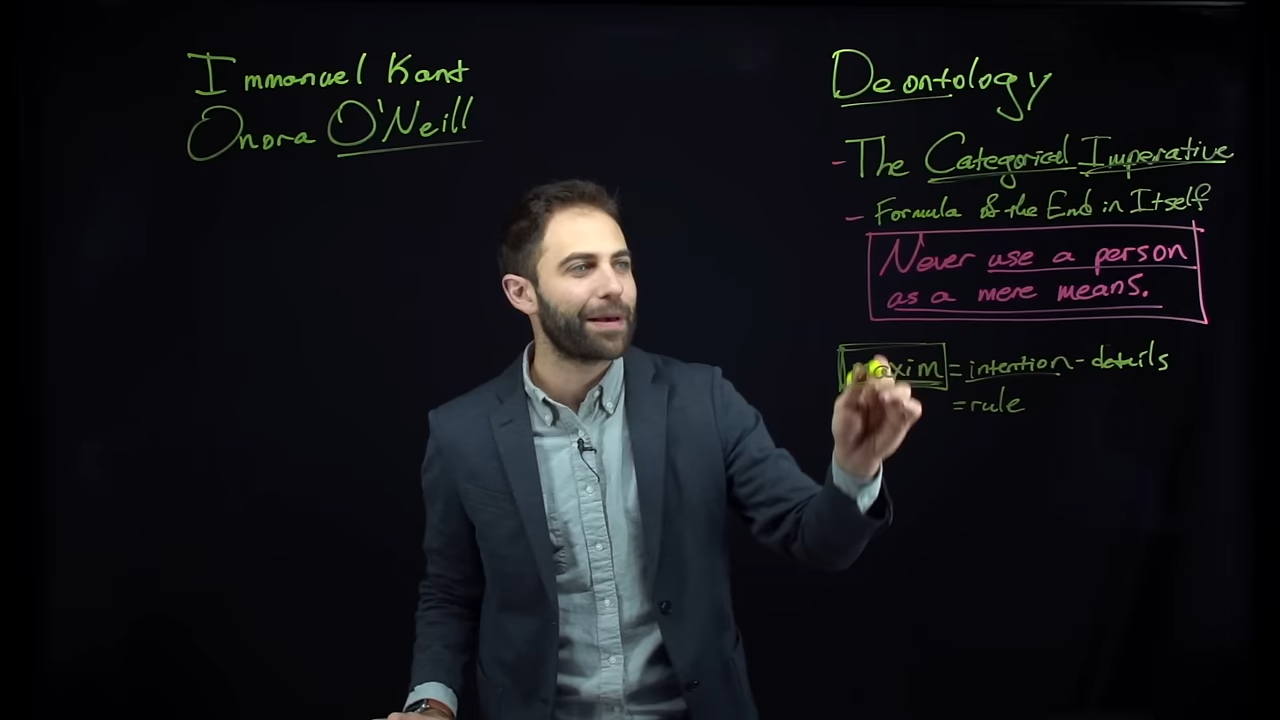 Immanuel Kant
Onora O'Neill
Deontology
- The Categorical Imperative
- Formula of the End in Itself
Never use a person
as a mere means.
maxim = intention - details
= rule